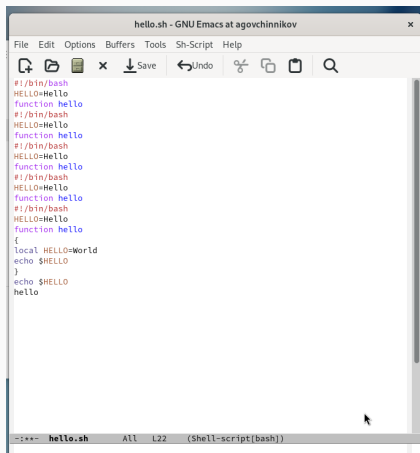 hello.sh - GNU Emacs at agovchinnikov
File Edit Options Buffers Tools Sh-Script Help
Save Undo
#!/bin/bash
HELLO=Hello
function hello
#!/bin/bash
HELLO=Hello
function hello
#!/bin/bash
HELLO=Hello
function hello
#!/bin/bash
HELLO=Hello
function hello
#!/bin/bash
HELLO=Hello
function hello
{
local HELLO=World
echo $HELLO
}
echo $HELLO
hello
-:**- hello.sh All L22 (Shell-script[bash])